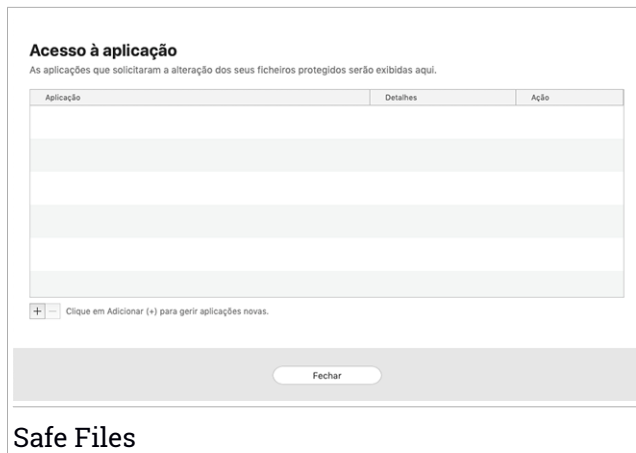 Acesso à aplicação
As aplicações que solicitaram a alteração dos seus ficheiros protegidos serão exibidas aqui.
Aplicação Detalhes Ação
+ − Clique em Adicionar (+) para gerir aplicações novas.
Fechar
Safe Files